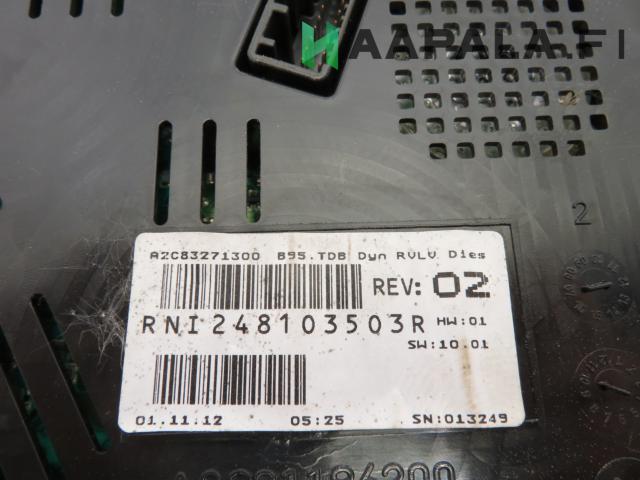 HAAPALA.FI
2
A2C83271300 B95.TDB Dyn RVLV Dies
REV: 02
RNI248103503R HW:01
SW:10.01
01.11.12 05:25 SN:013249